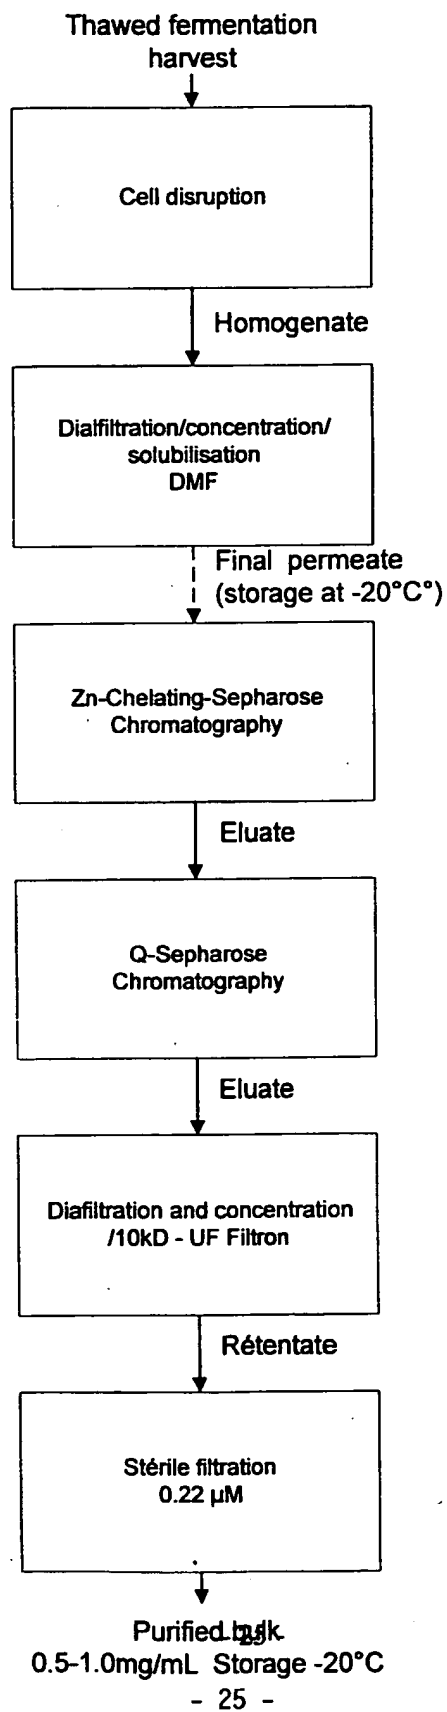 Thawed fermentation
harvest
Cell disruption
Homogenate
Dialfiltration/concentration/
solubilisation
DMF
Final permeate
(storage at -20°C°)
Zn-Chelating-Sepharose
Chromatography
Eluate
Q-Sepharose
Chromatography
Eluate
Diafiltration and concentration
/10kD - UF Filtron
Rétentate
Stérile filtration
0.22 µM
Purified bulk
- 25 -
0.5-1.0mg/mL Storage -20°C
- 25 -